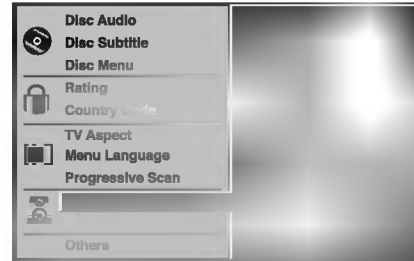 Disc Audio
Disc Subtitle
Disc Menu
Rating
Country Code
TV Aspect
Menu Language
Progressive Scan
Others